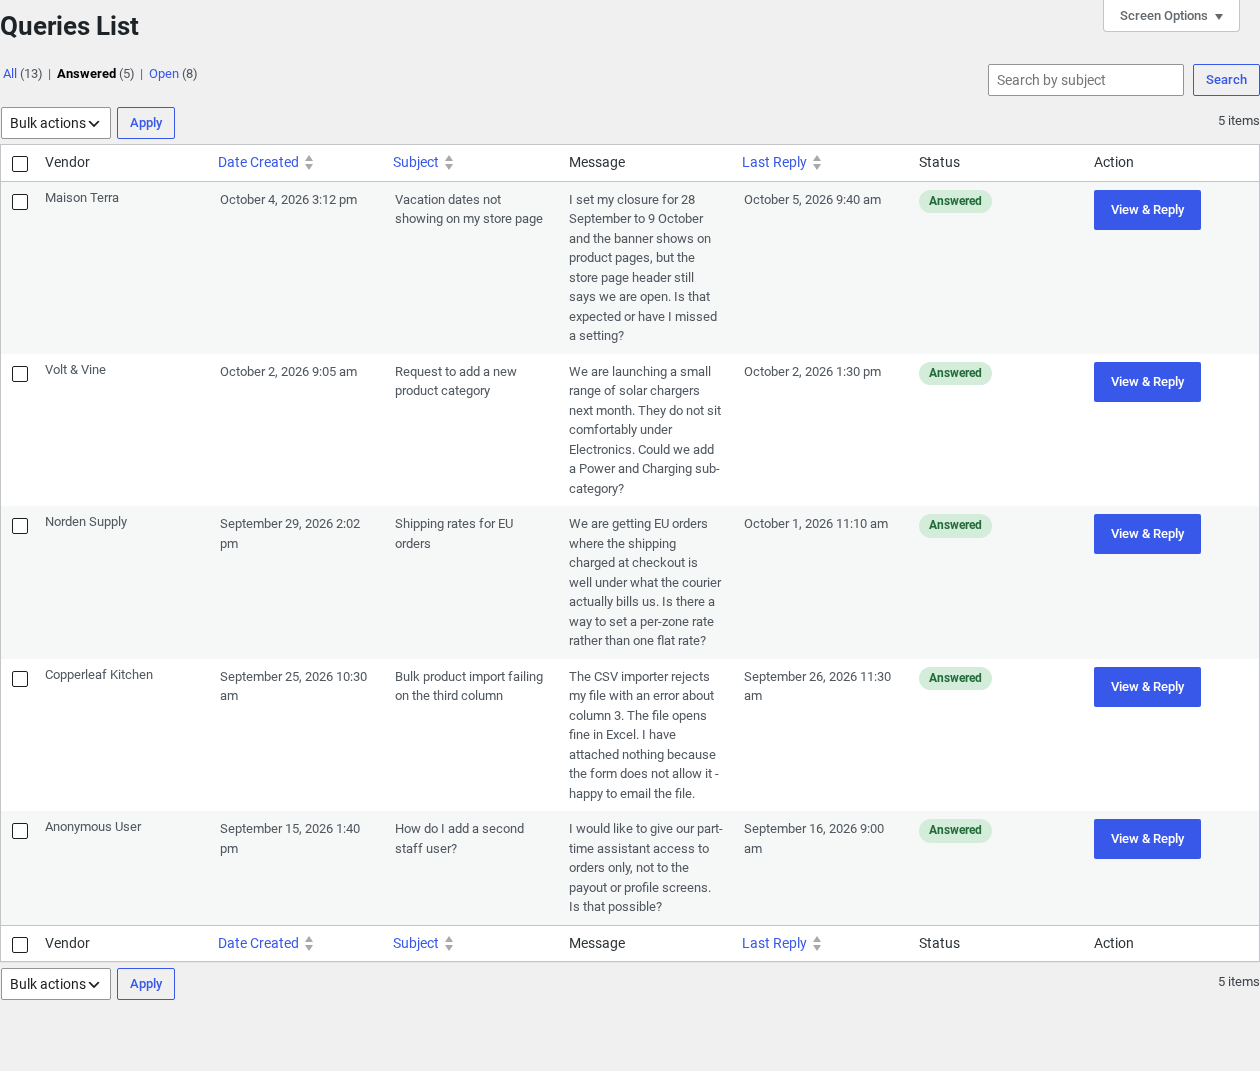 Queries List
Screen Options
All (13) | Answered (5) | Open (8)
Search by subject
Search
Bulk actions
Apply
5 items
Vendor
Date Created
Subject
Message
Last Reply
Status
Action
Maison Terra
October 4, 2026 3:12 pm
Vacation dates not
showing on my store page
I set my closure for 28
September to 9 October
and the banner shows on
product pages, but the
store page header still
says we are open. Is that
expected or have I missed
a setting?
October 5, 2026 9:40 am
Answered
View & Reply
Volt & Vine
October 2, 2026 9:05 am
Request to add a new
product category
We are launching a small
range of solar chargers
next month. They do not sit
comfortably under
Electronics. Could we add
a Power and Charging sub-
category?
October 2, 2026 1:30 pm
Answered
View & Reply
Norden Supply
September 29, 2026 2:02
pm
Shipping rates for EU
orders
We are getting EU orders
where the shipping
charged at checkout is
well under what the courier
actually bills us. Is there a
way to set a per-zone rate
rather than one flat rate?
October 1, 2026 11:10 am
Answered
View & Reply
Copperleaf Kitchen
September 25, 2026 10:30
am
Bulk product import failing
on the third column
The CSV importer rejects
my file with an error about
column 3. The file opens
fine in Excel. I have
attached nothing because
the form does not allow it -
happy to email the file.
September 26, 2026 11:30
am
Answered
View & Reply
Anonymous User
September 15, 2026 1:40
pm
How do I add a second
staff user?
I would like to give our part-
time assistant access to
orders only, not to the
payout or profile screens.
Is that possible?
September 16, 2026 9:00
am
Answered
View & Reply
Vendor
Date Created
Subject
Message
Last Reply
Status
Action
Bulk actions
Apply
5 items